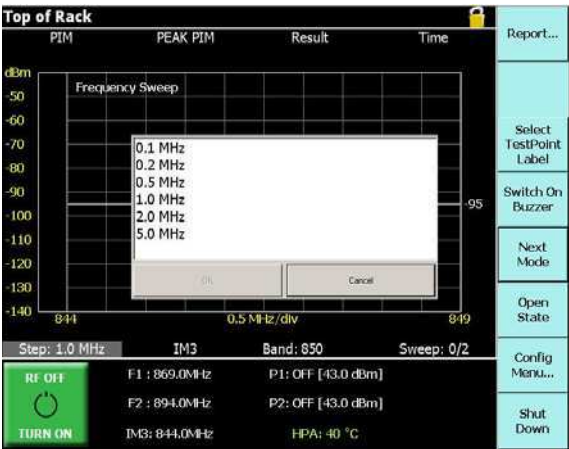 Top of Rack
PIM PEAK PIM Result Time
dBm
Frequency Sweep
-50
-60
-70
-80
-90
-100
-110
-120
-130
-140
-95
0.1 MHz
0.2 MHz
0.5 MHz
1.0 MHz
2.0 MHz
5.0 MHz
OK Cancel
844 0.5 MHz/div 849
Step: 1.0 MHz IM3 Band: 850 Sweep: 0/2
RF OFF
TURN ON
F1 : 869.0MHz P1: OFF [43.0 dBm]
F2 : 894.0MHz P2: OFF [43.0 dBm]
IM3: 844.0MHz HPA: 40 °C
Report...
Select
TestPoint
Label
Switch On
Buzzer
Next
Mode
Open
State
Config
Menu...
Shut
Down